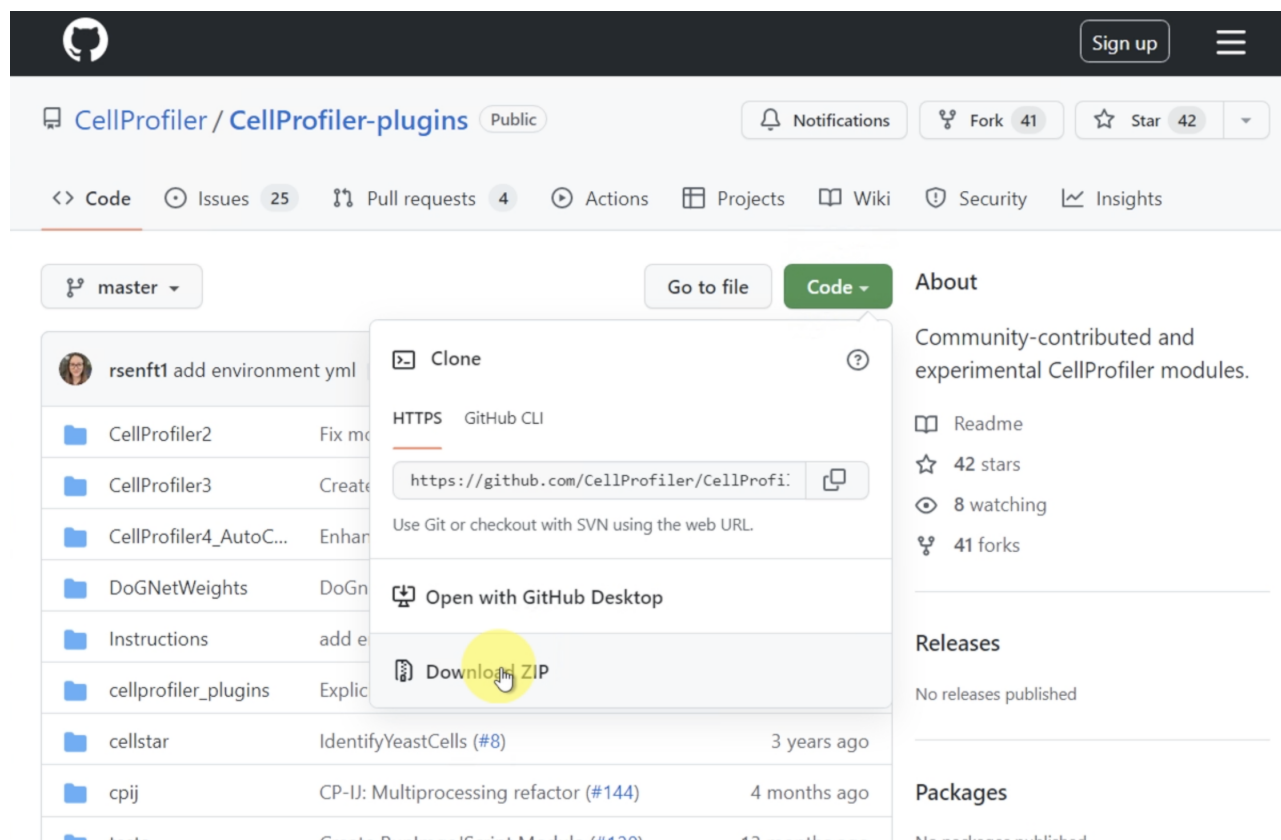 Sign up
CellProfiler / CellProfiler-plugins Public
Notifications Fork 41 Star 42
<> Code Issues 25 Pull requests 4 Actions Projects Wiki Security Insights
master Go to file Code
Clone
HTTPS GitHub CLI
https://github.com/CellProfiler/CellProfi
Use Git or checkout with SVN using the web URL.
Open with GitHub Desktop
Download ZIP
rsenft1 add environment yml
CellProfiler2 Fix mo
CellProfiler3 Create
CellProfiler4_AutoC... Enhan
DoGNetWeights DoGn
Instructions add e
cellprofiler_plugins Explic
cellstar IdentifyYeastCells (#8) 3 years ago
cpij CP-IJ: Multiprocessing refactor (#144) 4 months ago
About
Community-contributed and
experimental CellProfiler modules.
Readme
42 stars
8 watching
41 forks
Releases
No releases published
Packages